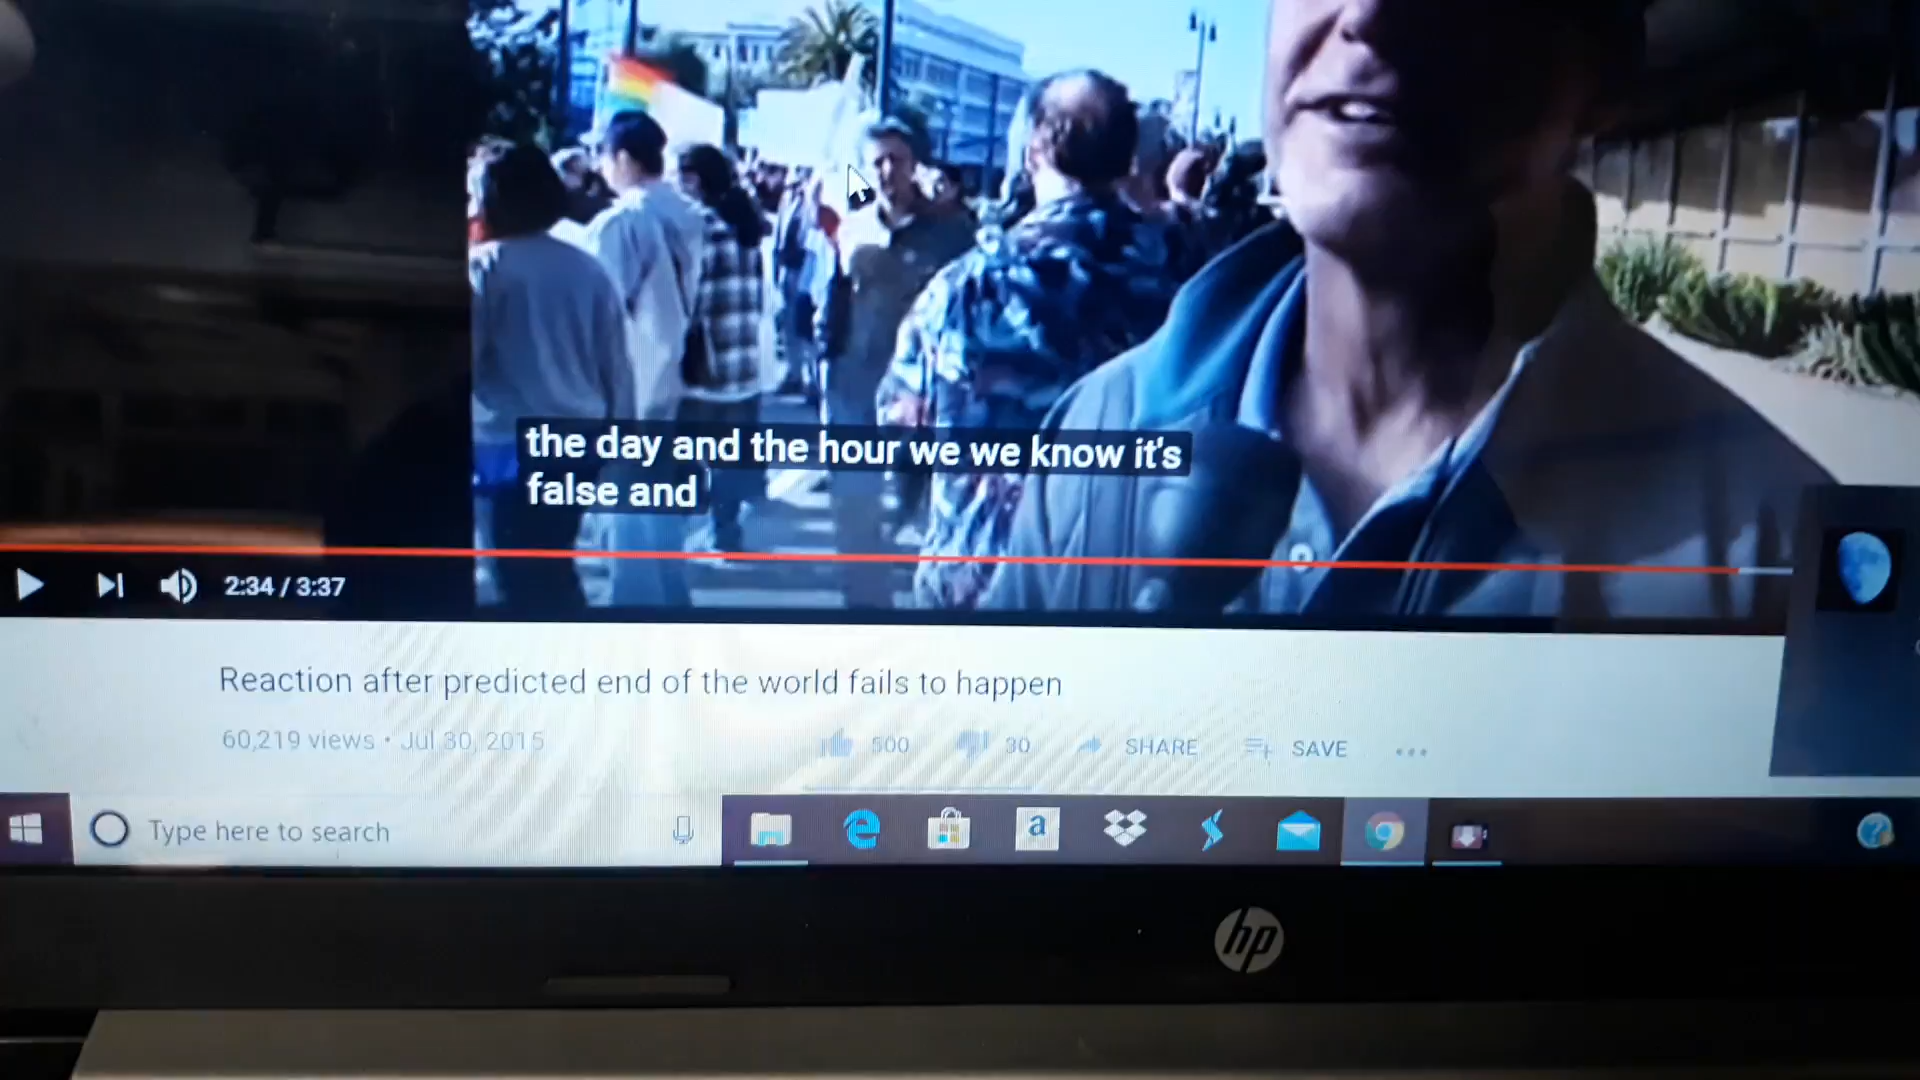 the day and the hour we we know it's
false and
2:34 / 3:37
Reaction after predicted end of the world fails to happen
60,219 views • Jul 30, 2015
500
30
SHARE
SAVE
Type here to search
a
hp